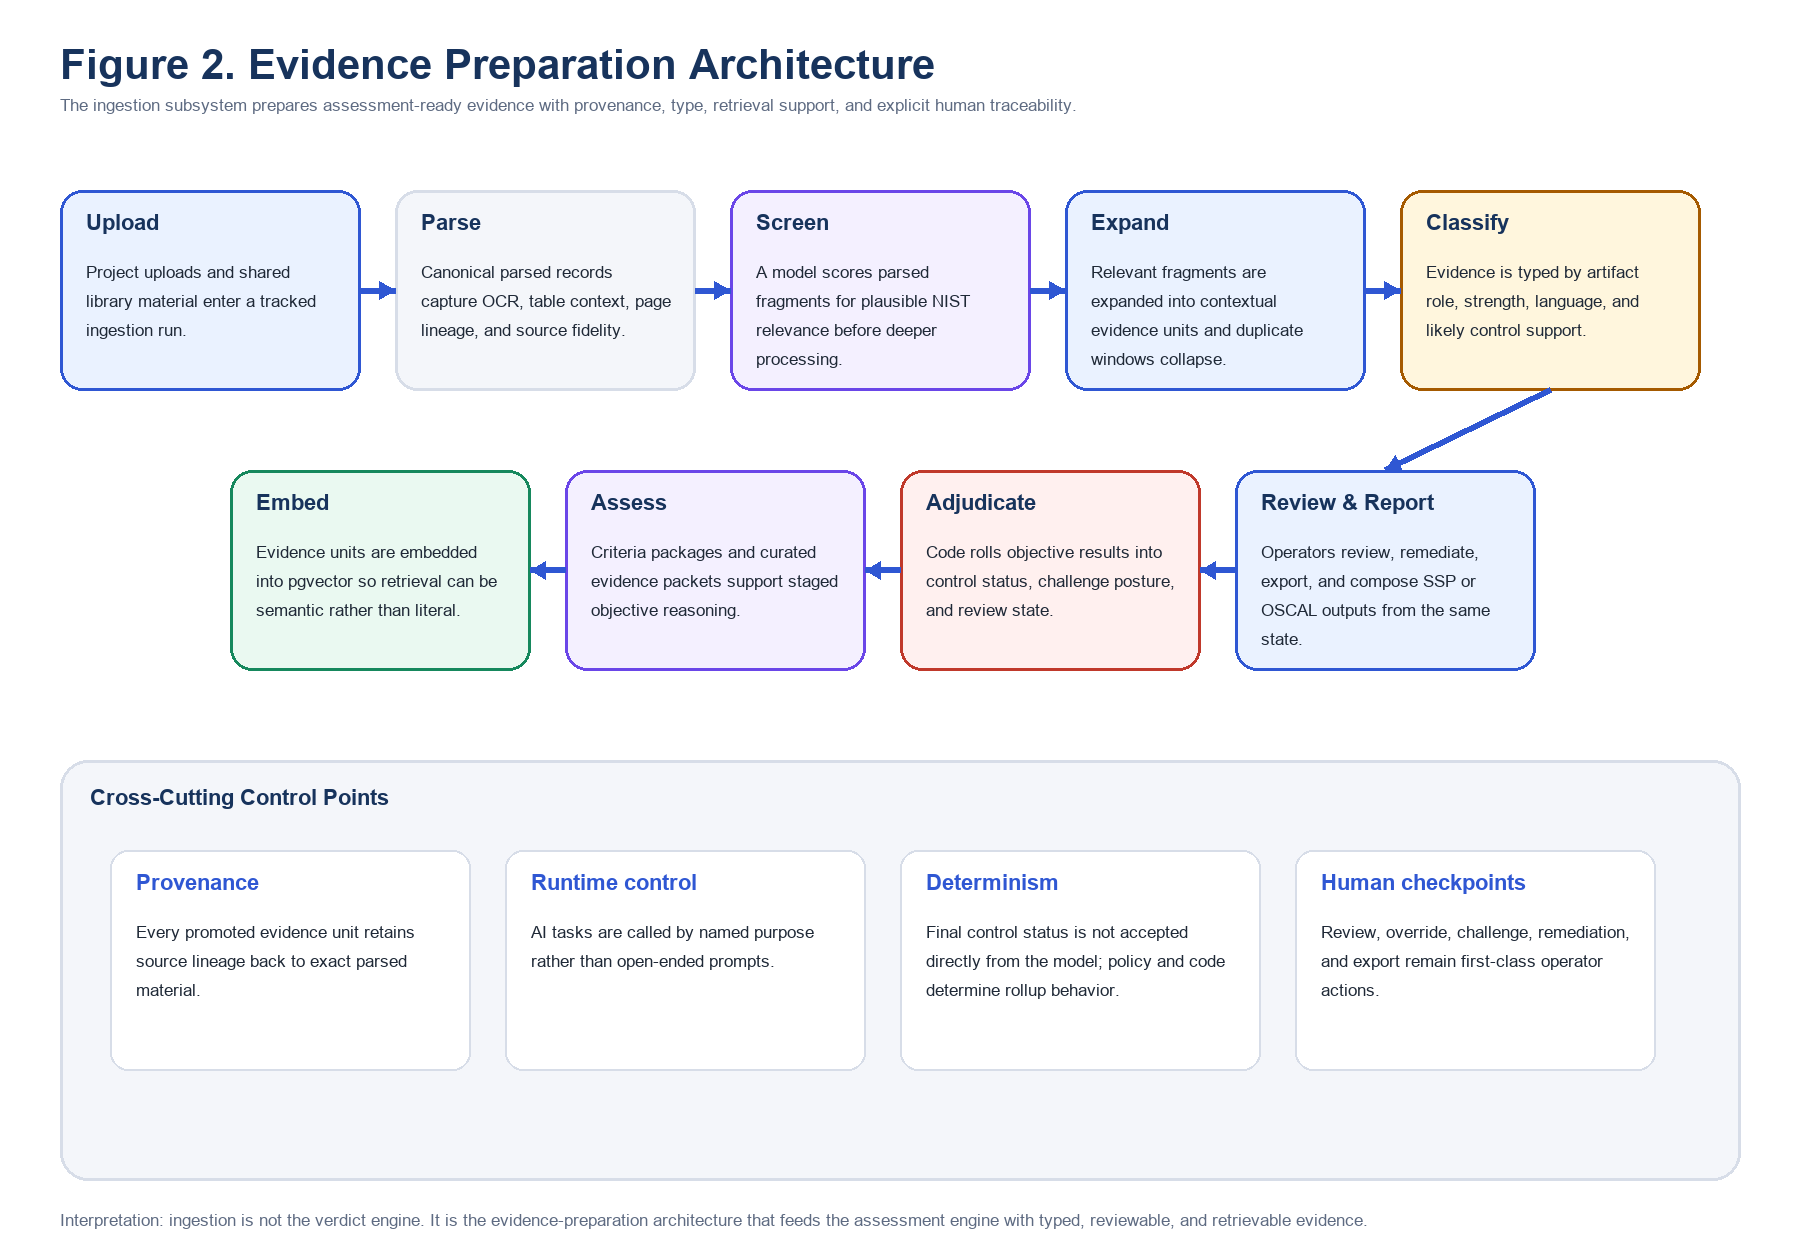 Figure 2. Evidence Preparation Architecture
The ingestion subsystem prepares assessment-ready evidence with provenance, type, retrieval support, and explicit human traceability.
Upload
Project uploads and shared
library material enter a tracked
ingestion run.
Parse
Canonical parsed records
capture OCR, table context, page
lineage, and source fidelity.
Screen
A model scores parsed
fragments for plausible NIST
relevance before deeper
processing.
Expand
Relevant fragments are
expanded into contextual
evidence units and duplicate
windows collapse.
Classify
Evidence is typed by artifact
role, strength, language, and
likely control support.
Embed
Evidence units are embedded
into pgvector so retrieval can be
semantic rather than literal.
Assess
Criteria packages and curated
evidence packets support staged
objective reasoning.
Adjudicate
Code rolls objective results into
control status, challenge posture,
and review state.
Review & Report
Operators review, remediate,
export, and compose SSP or
OSCAL outputs from the same
state.
Cross-Cutting Control Points
Provenance
Every promoted evidence unit retains
source lineage back to exact parsed
material.
Runtime control
AI tasks are called by named purpose
rather than open-ended prompts.
Determinism
Final control status is not accepted
directly from the model; policy and code
determine rollup behavior.
Human checkpoints
Review, override, challenge, remediation,
and export remain first-class operator
actions.
Interpretation: ingestion is not the verdict engine. It is the evidence-preparation architecture that feeds the assessment engine with typed, reviewable, and retrievable evidence.